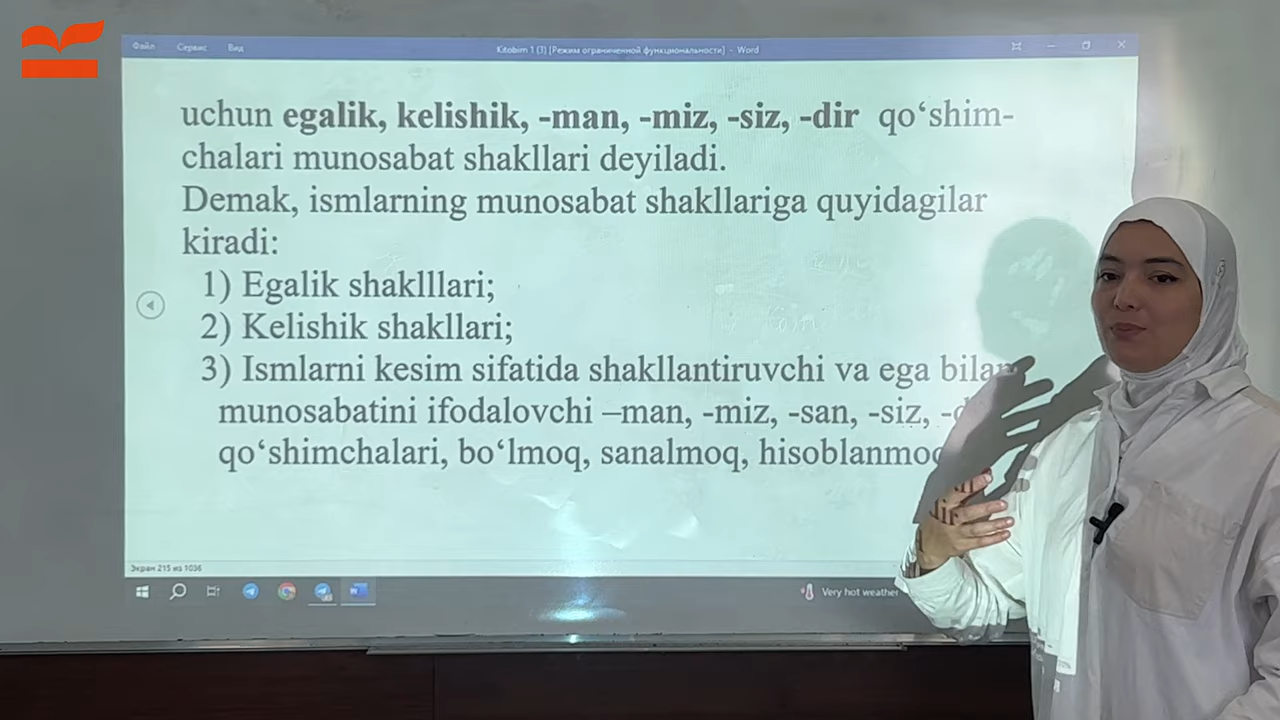 Файл Сервис Вид Kitobim 1 (3) [Режим ограниченной функциональности] - Word
uchun egalik, kelishik, -man, -miz, -siz, -dir qo‘shim-
chalari munosabat shakllari deyiladi.
Demak, ismlarning munosabat shakllariga quyidagilar
kiradi:
1) Egalik shaklllari;
2) Kelishik shakllari;
3) Ismlarni kesim sifatida shakllantiruvchi va ega bilan
munosabatini ifodalovchi –man, -miz, -san, -siz,
qo‘shimchalari, bo‘lmoq, sanalmoq, hisoblanmoq
Экран 215 из 1036
Very hot weather